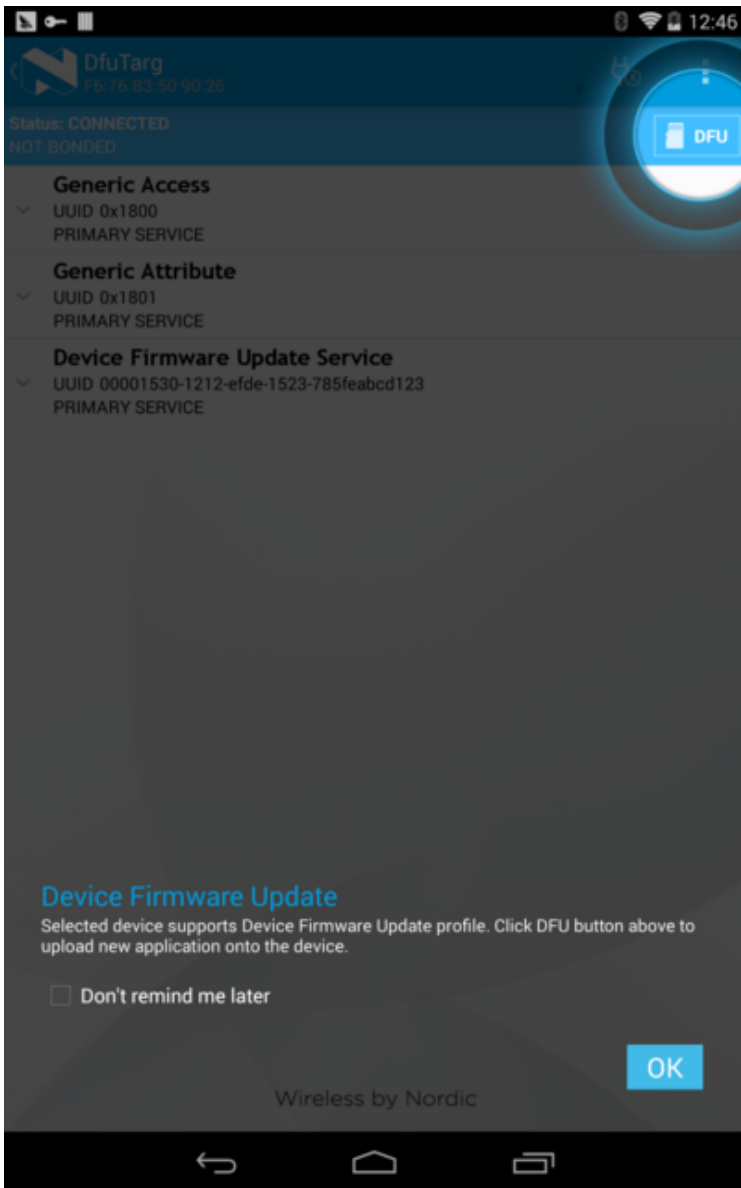 12:46
DfuTarg
F6:76:B3:50:90:26
Status: CONNECTED
NOT BONDED
DFU
Generic Access
UUID 0x1800
PRIMARY SERVICE
Generic Attribute
UUID 0x1801
PRIMARY SERVICE
Device Firmware Update Service
UUID 00001530-1212-efde-1523-785feabcd123
PRIMARY SERVICE
Device Firmware Update
Selected device supports Device Firmware Update profile. Click DFU button above to
upload new application onto the device.
Don't remind me later
OK
Wireless by Nordic